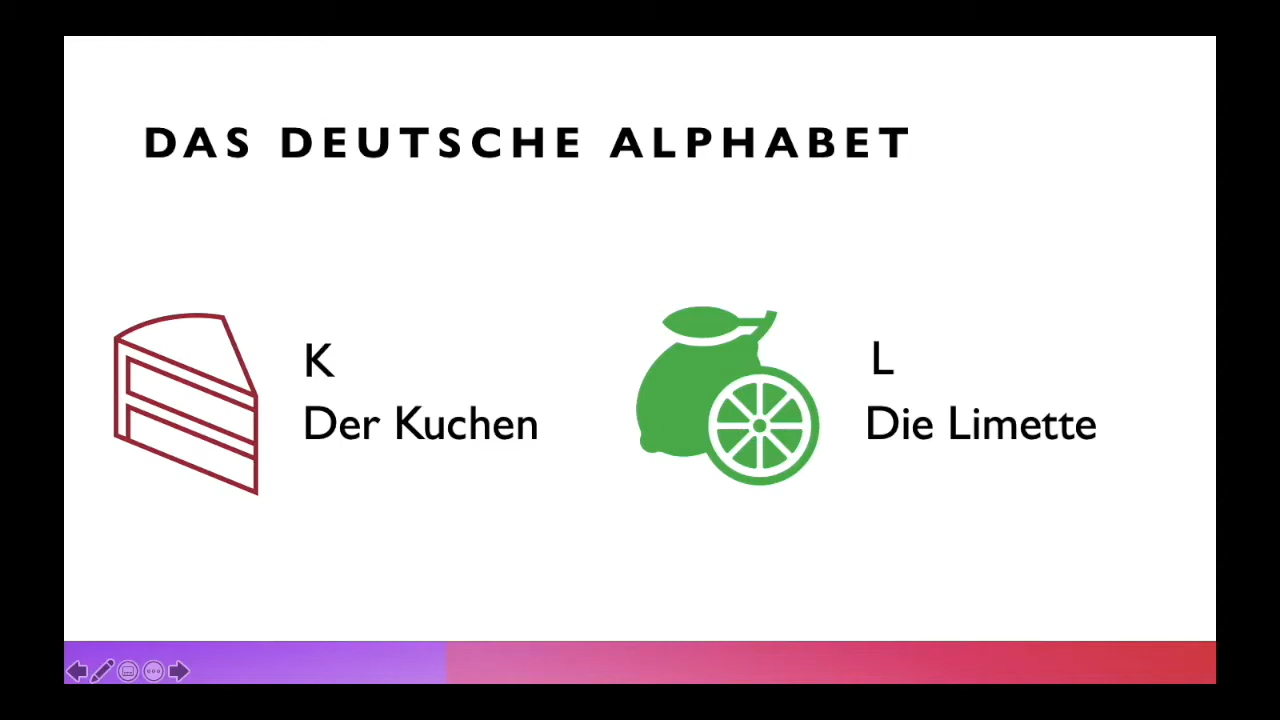 DAS DEUTSCHE ALPHABET
K
Der Kuchen
L
Die Limette